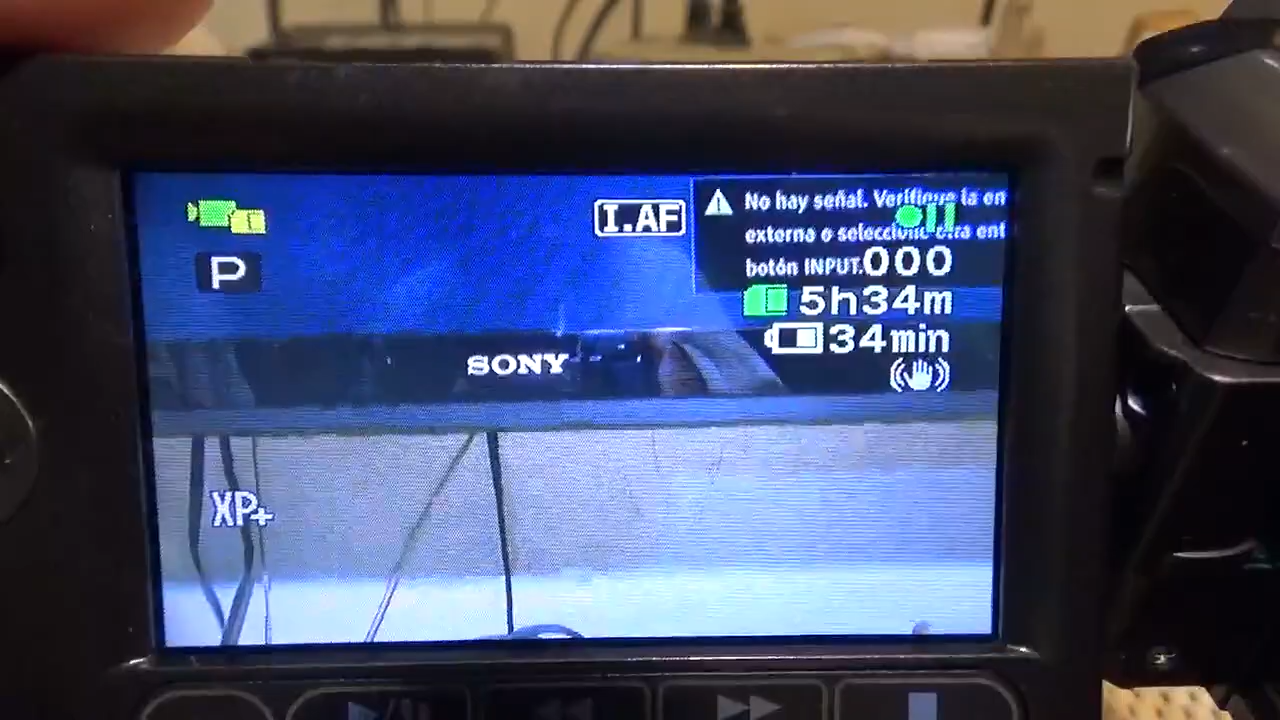 I.AF
No hay señal. Verifique la en
externa o seleccione otra ent
botón INPUT.
000
P
5h34m
34min
SONY
XP+